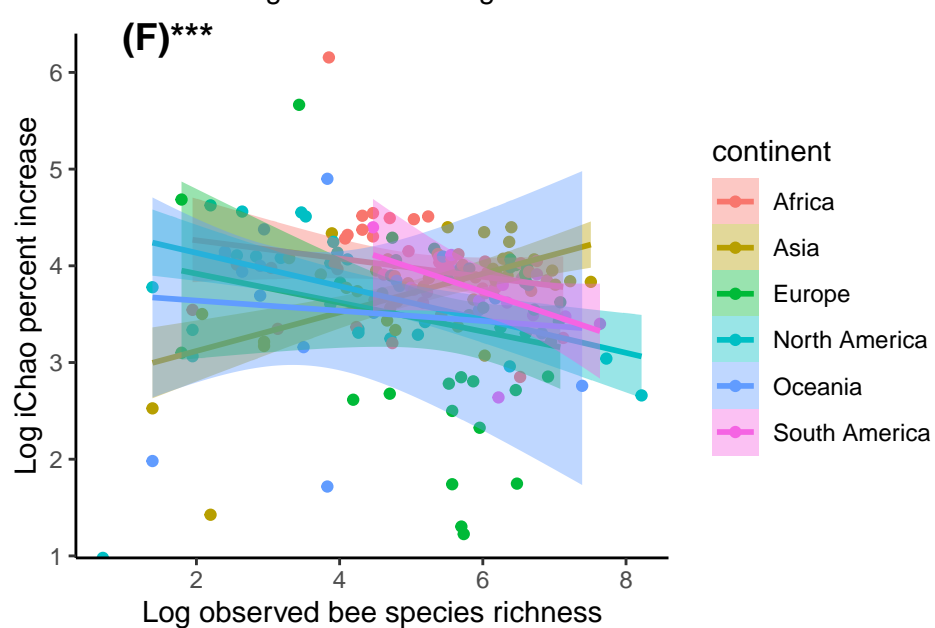 (F)***
6
5
4
3
2
1
Log iChao percent increase
2 4 6 8
Log observed bee species richness
continent
Africa
Asia
Europe
North America
Oceania
South America